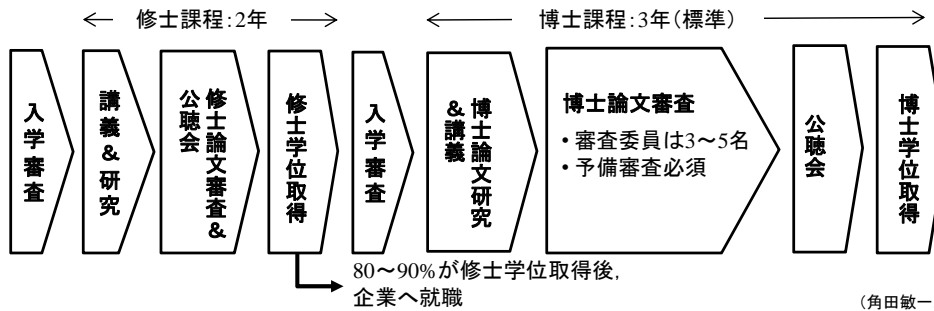 修士課程:2年
博士課程:3年(標準)
入学審査
講義&研究
修士論文審査&
公聴会
修士学位取得
入学審査
博士論文研究
&講義
博士論文審査
・審査委員は3～5名
・予備審査必須
公聴会
博士学位取得
80～90%が修士学位取得後,
企業へ就職
(角田敏一